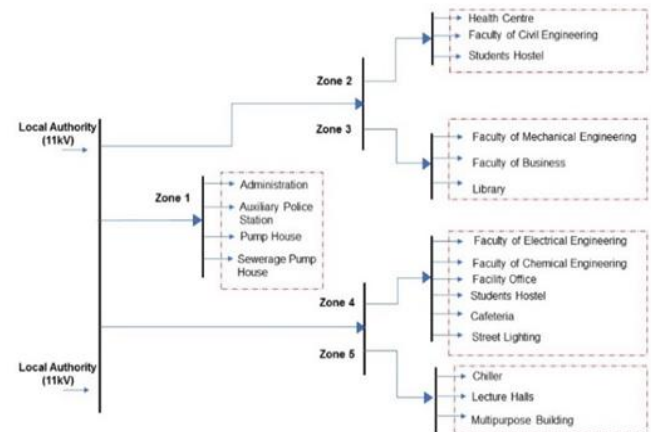 Health Centre
Faculty of Civil Engineering
Students Hostel
Zone 2
Zone 3
Local Authority
(11kV)
Faculty of Mechanical Engineering
Faculty of Business
Library
Zone 1
Administration
Auxiliary Police
Station
Pump House
Sewerage Pump
House
Faculty of Electrical Engineering
Faculty of Chemical Engineering
Facility Office
Students Hostel
Cafeteria
Street Lighting
Zone 4
Zone 5
Local Authority
(11kV)
Chiller
Lecture Halls
Multipurpose Building